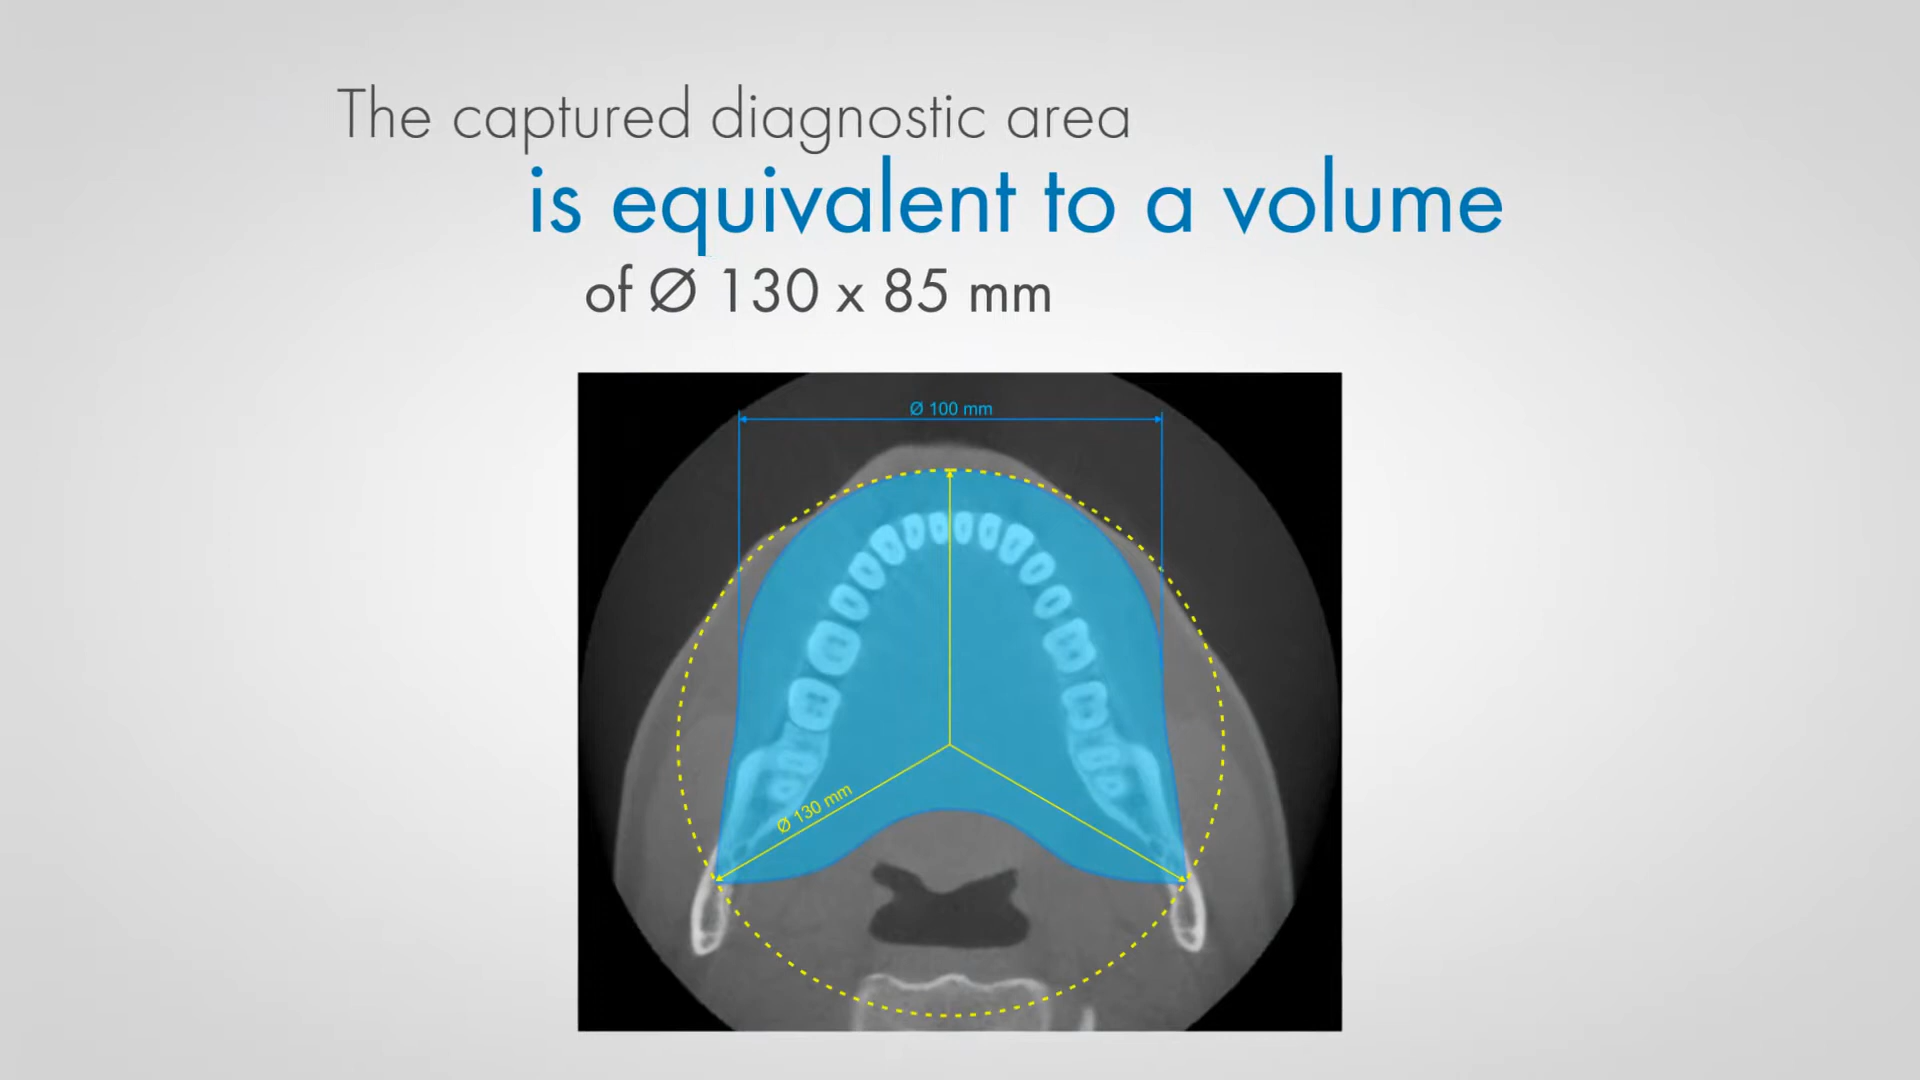 The captured diagnostic area
is equivalent to a volume
of Ø 130 x 85 mm
Ø 100 mm
Ø 130 mm